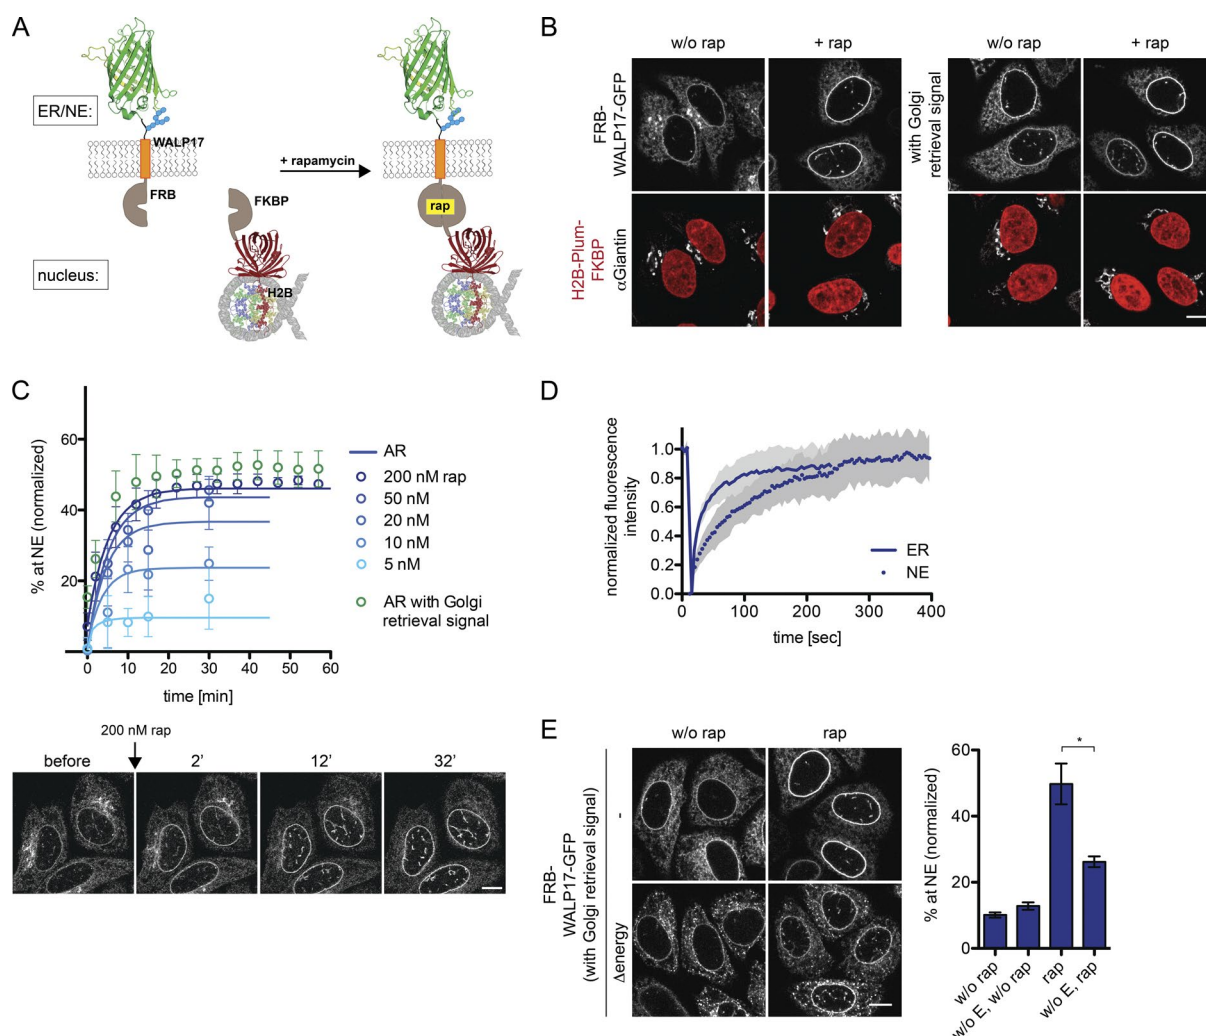 A
ER/NE:
WALP17
+ rapamycin
FRB
FKBP
rap
nucleus:
H2B
B
w/o rap
+ rap
w/o rap
+ rap
FRB-
WALP17-GFP
with Golgi
retrieval signal
H2B-Plum-
FKBP
αGiantin
C
% at NE (normalized)
60
40
20
0
10
20
30
40
50
60
time [min]
AR
200 nM rap
50 nM
20 nM
10 nM
5 nM
AR with Golgi
retrieval signal
200 nM rap
before
2'
12'
32'
D
normalized fluorescence
intensity
1.0
0.8
0.6
0.4
0.2
0.0
0
100
200
300
400
time [sec]
ER
NE
E
w/o rap
rap
FRB-
WALP17-GFP
(with Golgi retrieval signal)
-
Δenergy
% at NE (normalized)
60
40
20
0
*
w/o rap
w/o E, w/o rap
rap
w/o E, rap